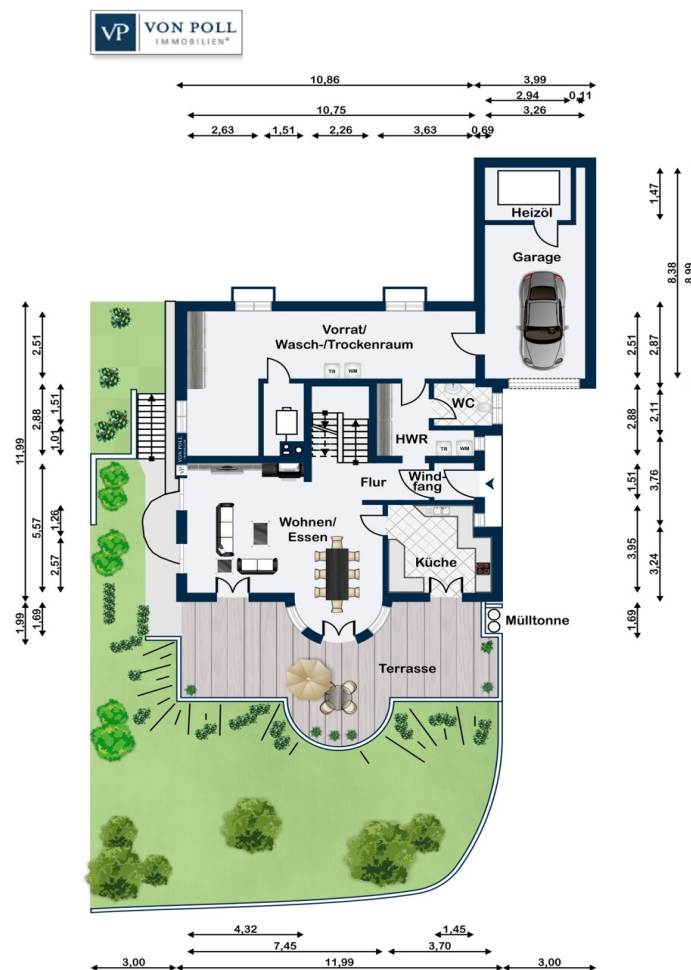 VP VON POLL
IMMOBILIEN®
10,86 3,99
2,94 0,11
10,75 3,26
2,63 1,51 2,26 3,63 0,69
1,47
Heizöl
Garage
8,38
8,99
Vorrat/
Wasch-/Trockenraum
TR WM
2,51
2,51
2,87
WC
HWR
TR WM
2,88
1,51
1,01
11,99
2,88
2,11
VP VON POLL
Flur
Wind-
fang
1,51
3,76
Wohnen/
Essen
Küche
5,57
1,26
2,57
3,95
3,24
Mülltonne
1,99
1,69
1,69
Terrasse
4,32 1,45
7,45 3,70
3,00 11,99 3,00